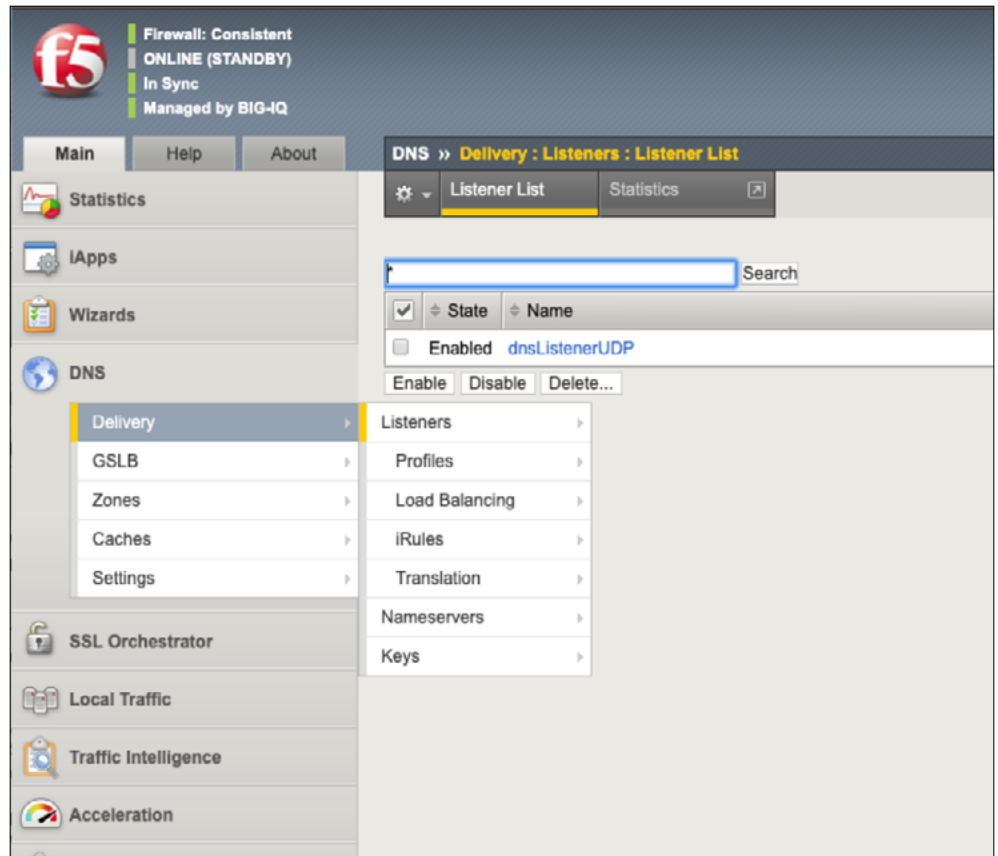 f5
Firewall: Consistent
ONLINE (STANDBY)
In Sync
Managed by BIG-IQ
Main Help About
DNS » Delivery : Listeners : Listener List
Listener List Statistics
Statistics
iApps
Wizards
DNS
Delivery
GSLB
Zones
Caches
Settings
SSL Orchestrator
Local Traffic
Traffic Intelligence
Acceleration
* Search
State Name
Enabled dnsListenerUDP
Enable Disable Delete...
Listeners
Profiles
Load Balancing
iRules
Translation
Nameservers
Keys